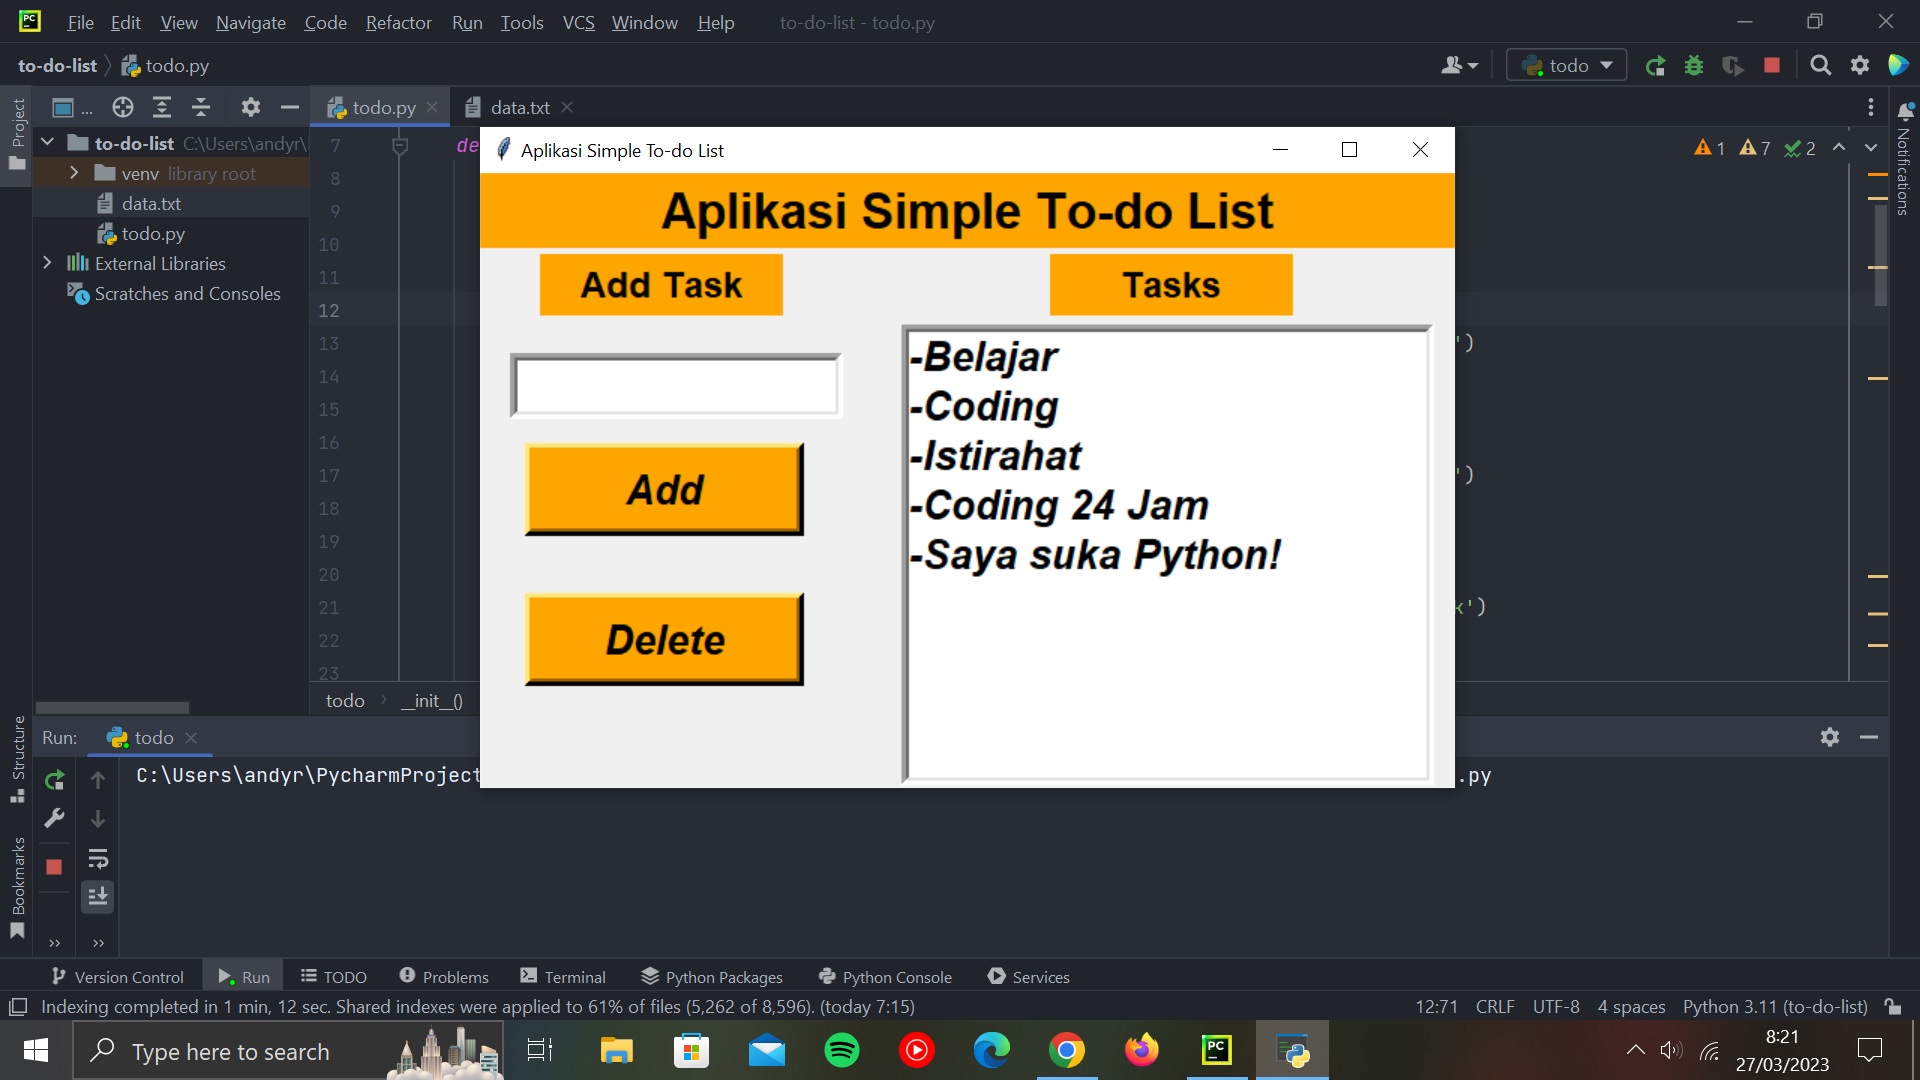 File Edit View Navigate Code Refactor Run Tools VCS Window Help to-do-list - todo.py
to-do-list todo.py
todo
Project
...
todo.py
data.txt
to-do-list C:\Users\andyr\
venv library root
data.txt
todo.py
External Libraries
Scratches and Consoles
7 de
8
9
10
11
12
13
14
15
16
17
18
19
20
21
22
23
')
')
k')
1 7 2
Notifications
Aplikasi Simple To-do List
Aplikasi Simple To-do List
Add Task
Tasks
Add
Delete
-Belajar
-Coding
-Istirahat
-Coding 24 Jam
-Saya suka Python!
todo __init__()
Structure
Bookmarks
Run: todo
C:\Users\andyr\PycharmProject .py
Version Control Run TODO Problems Terminal Python Packages Python Console Services
Indexing completed in 1 min, 12 sec. Shared indexes were applied to 61% of files (5,262 of 8,596). (today 7:15) 12:71 CRLF UTF-8 4 spaces Python 3.11 (to-do-list)
Type here to search
PC
8:21
27/03/2023